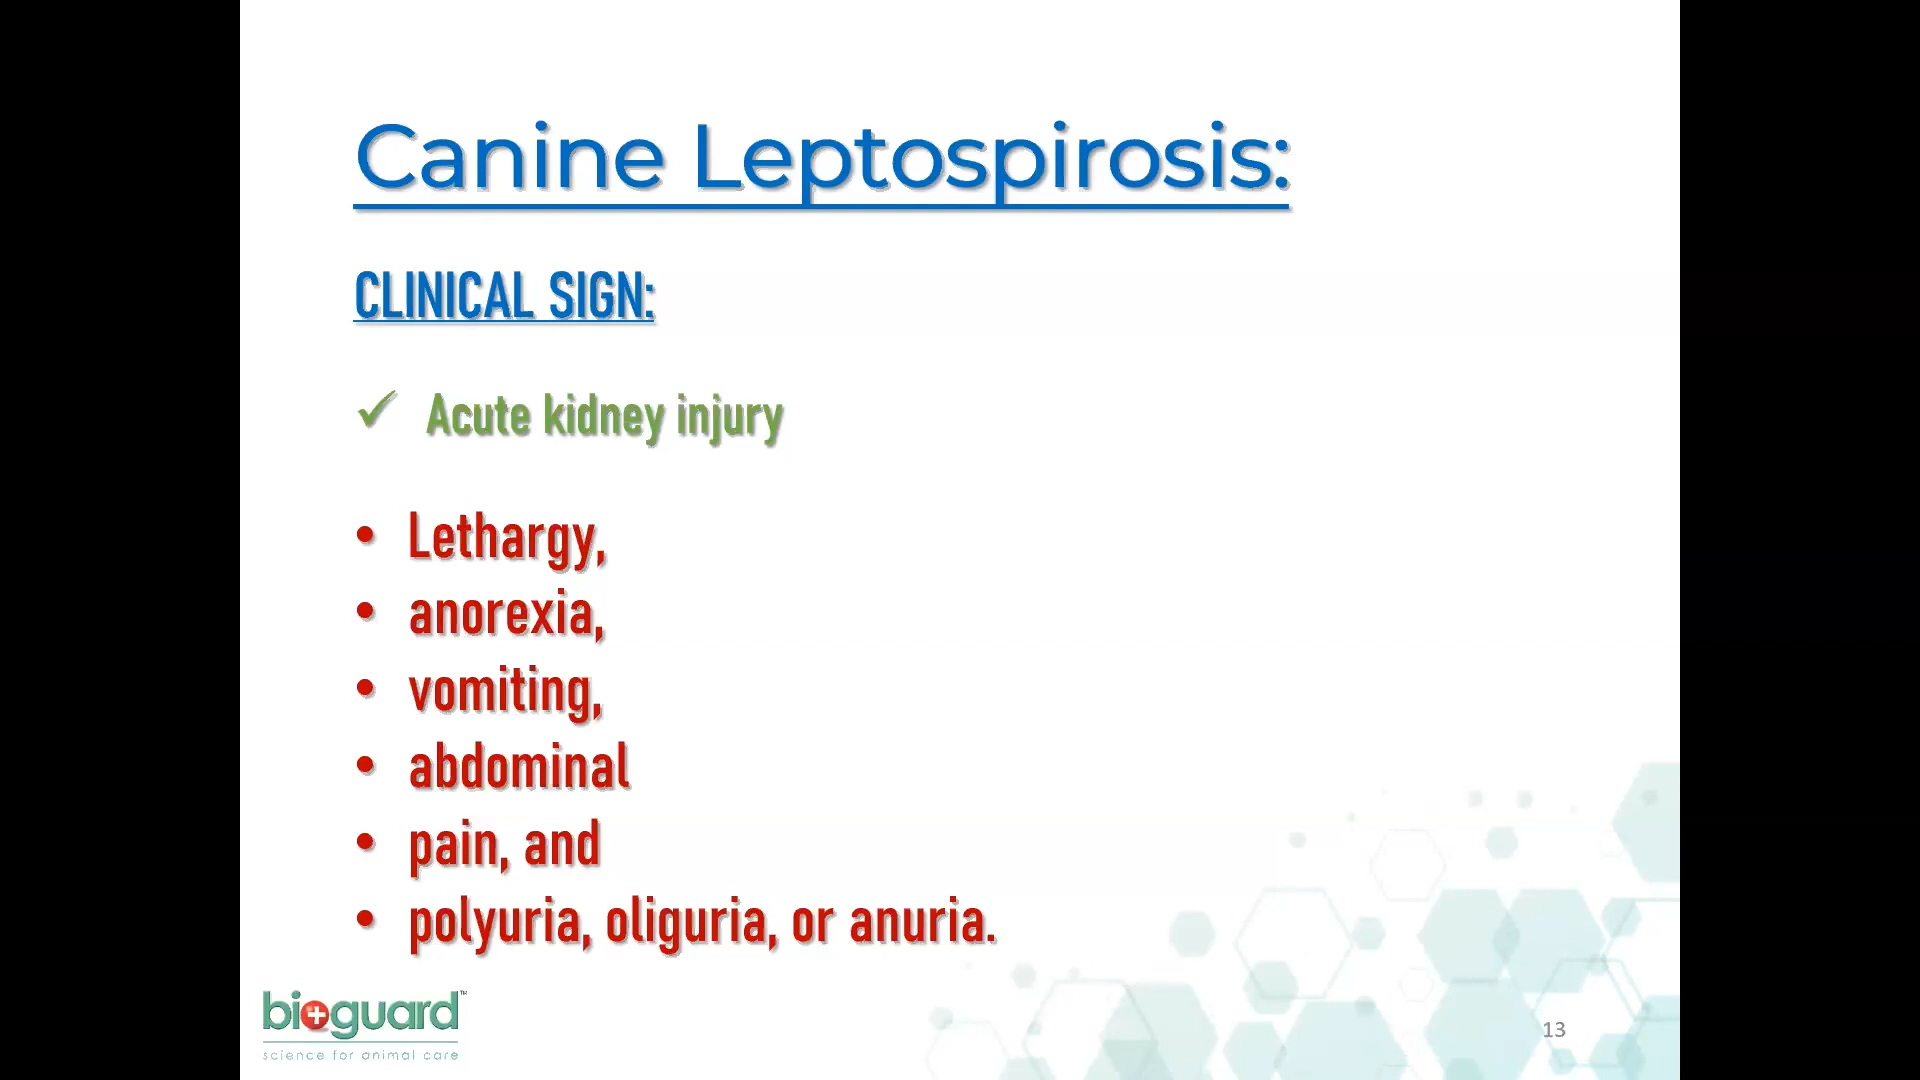 Canine Leptospirosis:
CLINICAL SIGN:
✓ Acute kidney injury
• Lethargy,
• anorexia,
• vomiting,
• abdominal
• pain, and
• polyuria, oliguria, or anuria.
bioguard™
science for animal care
13